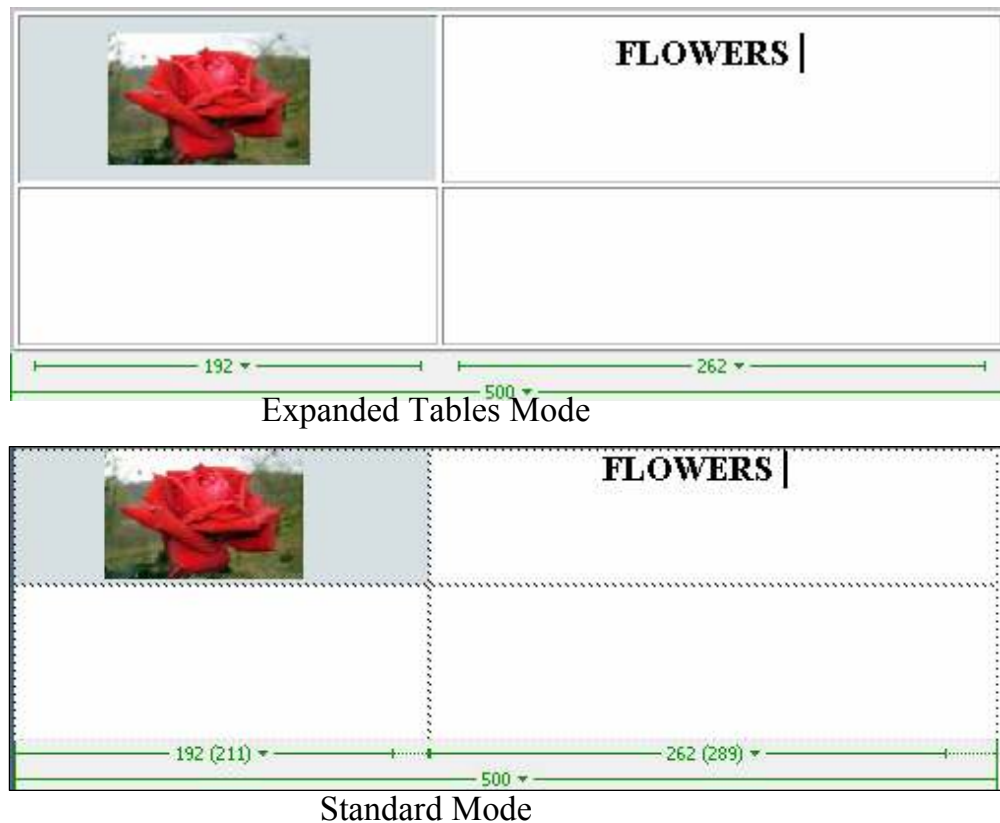 FLOWERS
192 262
500
Expanded Tables Mode
FLOWERS
192 (211) 262 (289)
500
Standard Mode